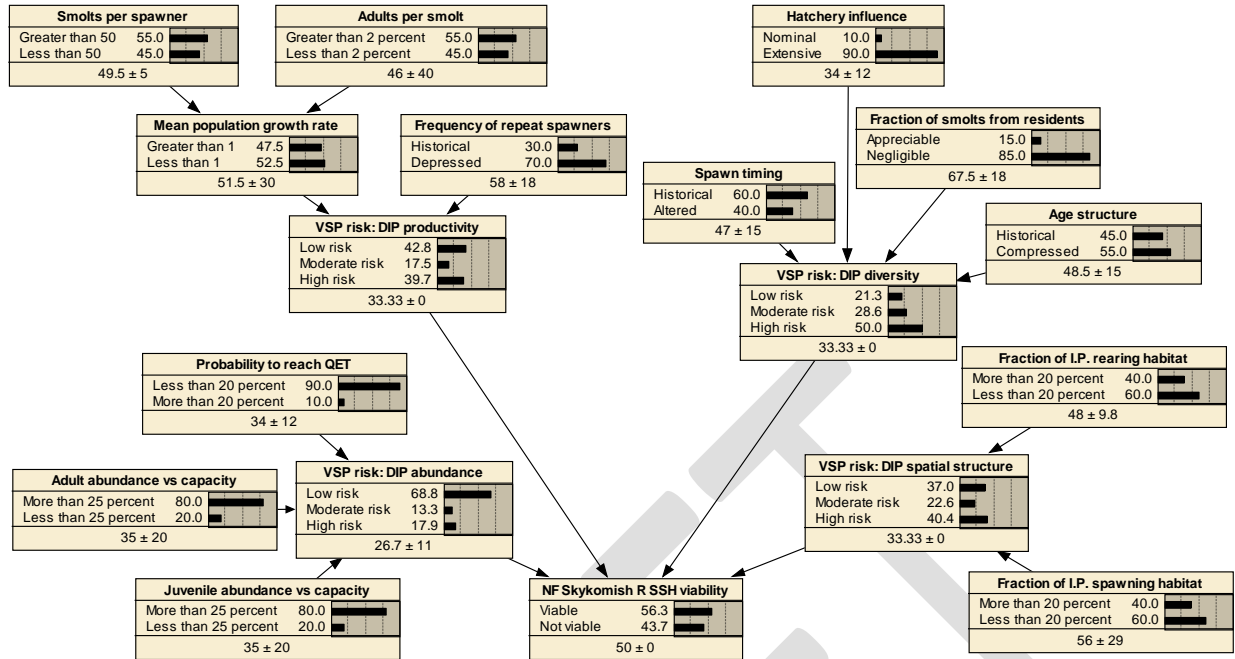 Smolts per spawner
Greater than 50 55.0
Less than 50 45.0
49.5 ± 5
Adults per smolt
Greater than 2 percent 55.0
Less than 2 percent 45.0
46 ± 40
Hatchery influence
Nominal 10.0
Extensive 90.0
34 ± 12
Mean population growth rate
Greater than 1 47.5
Less than 1 52.5
51.5 ± 30
Frequency of repeat spawners
Historical 30.0
Depressed 70.0
58 ± 18
Fraction of smolts from residents
Appreciable 15.0
Negligible 85.0
67.5 ± 18
Spawn timing
Historical 60.0
Altered 40.0
47 ± 15
Age structure
Historical 45.0
Compressed 55.0
48.5 ± 15
VSP risk: DIP productivity
Low risk 42.8
Moderate risk 17.5
High risk 39.7
33.33 ± 0
VSP risk: DIP diversity
Low risk 21.3
Moderate risk 28.6
High risk 50.0
33.33 ± 0
Probability to reach QET
Less than 20 percent 90.0
More than 20 percent 10.0
34 ± 12
Fraction of I.P. rearing habitat
More than 20 percent 40.0
Less than 20 percent 60.0
48 ± 9.8
Adult abundance vs capacity
More than 25 percent 80.0
Less than 25 percent 20.0
35 ± 20
VSP risk: DIP abundance
Low risk 68.8
Moderate risk 13.3
High risk 17.9
26.7 ± 11
VSP risk: DIP spatial structure
Low risk 37.0
Moderate risk 22.6
High risk 40.4
33.33 ± 0
Juvenile abundance vs capacity
More than 25 percent 80.0
Less than 25 percent 20.0
35 ± 20
NF Skykomish R SSH viability
Viable 56.3
Not viable 43.7
50 ± 0
Fraction of I.P. spawning habitat
More than 20 percent 40.0
Less than 20 percent 60.0
56 ± 29